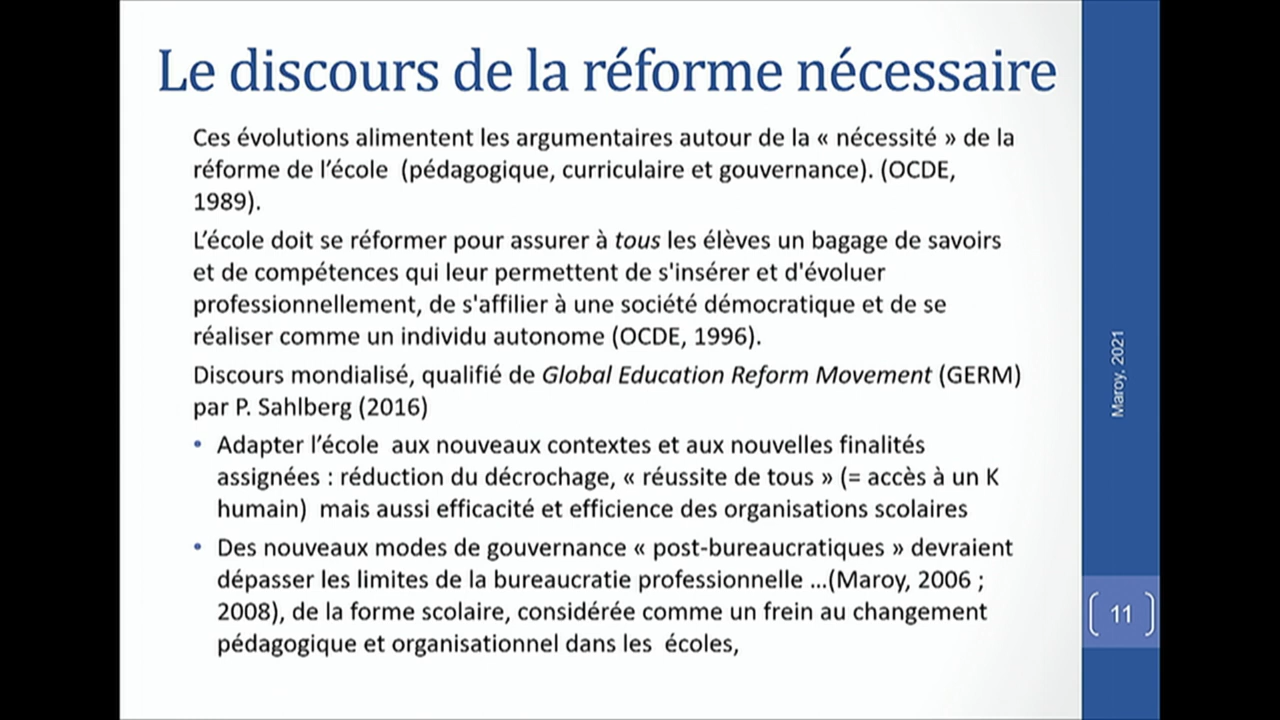 Le discours de la réforme nécessaire
Ces évolutions alimentent les argumentaires autour de la « nécessité » de la
réforme de l’école  (pédagogique, curriculaire et gouvernance). (OCDE,
1989).
L’école doit se réformer pour assurer à tous les élèves un bagage de savoirs
et de compétences qui leur permettent de s'insérer et d'évoluer
professionnellement, de s'affilier à une société démocratique et de se
réaliser comme un individu autonome (OCDE, 1996).
Discours mondialisé, qualifié de Global Education Reform Movement (GERM)
par P. Sahlberg (2016)
• Adapter l’école  aux nouveaux contextes et aux nouvelles finalités
assignées : réduction du décrochage, « réussite de tous » (= accès à un K
humain)  mais aussi efficacité et efficience des organisations scolaires
• Des nouveaux modes de gouvernance « post-bureaucratiques » devraient
dépasser les limites de la bureaucratie professionnelle ...(Maroy, 2006 ;
2008), de la forme scolaire, considérée comme un frein au changement
pédagogique et organisationnel dans les  écoles,
Maroy, 2021
11